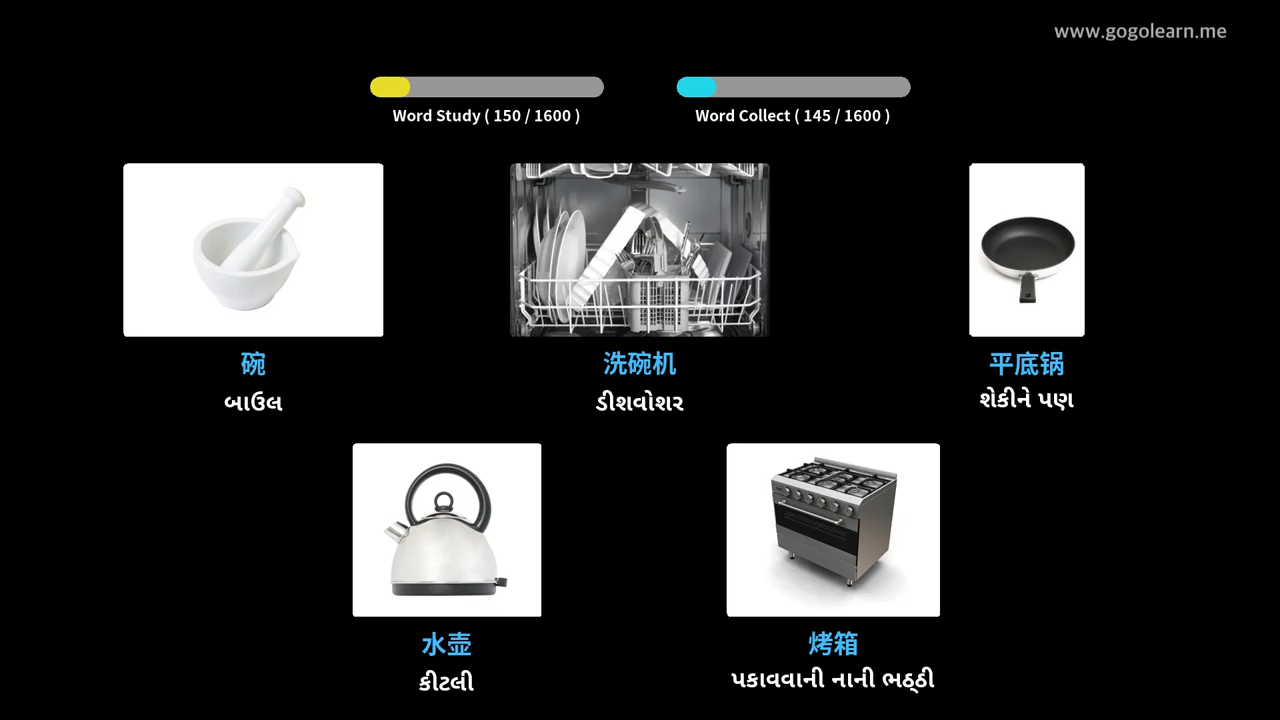 www.gogolearn.me
Word Study ( 150 / 1600 )
Word Collect ( 145 / 1600 )
碗
બાઉલ
洗碗机
ડીશવોશર
平底锅
શેકીને પણ
水壶
કીટલી
烤箱
પકાવવાની નાની ભઠ્ઠી